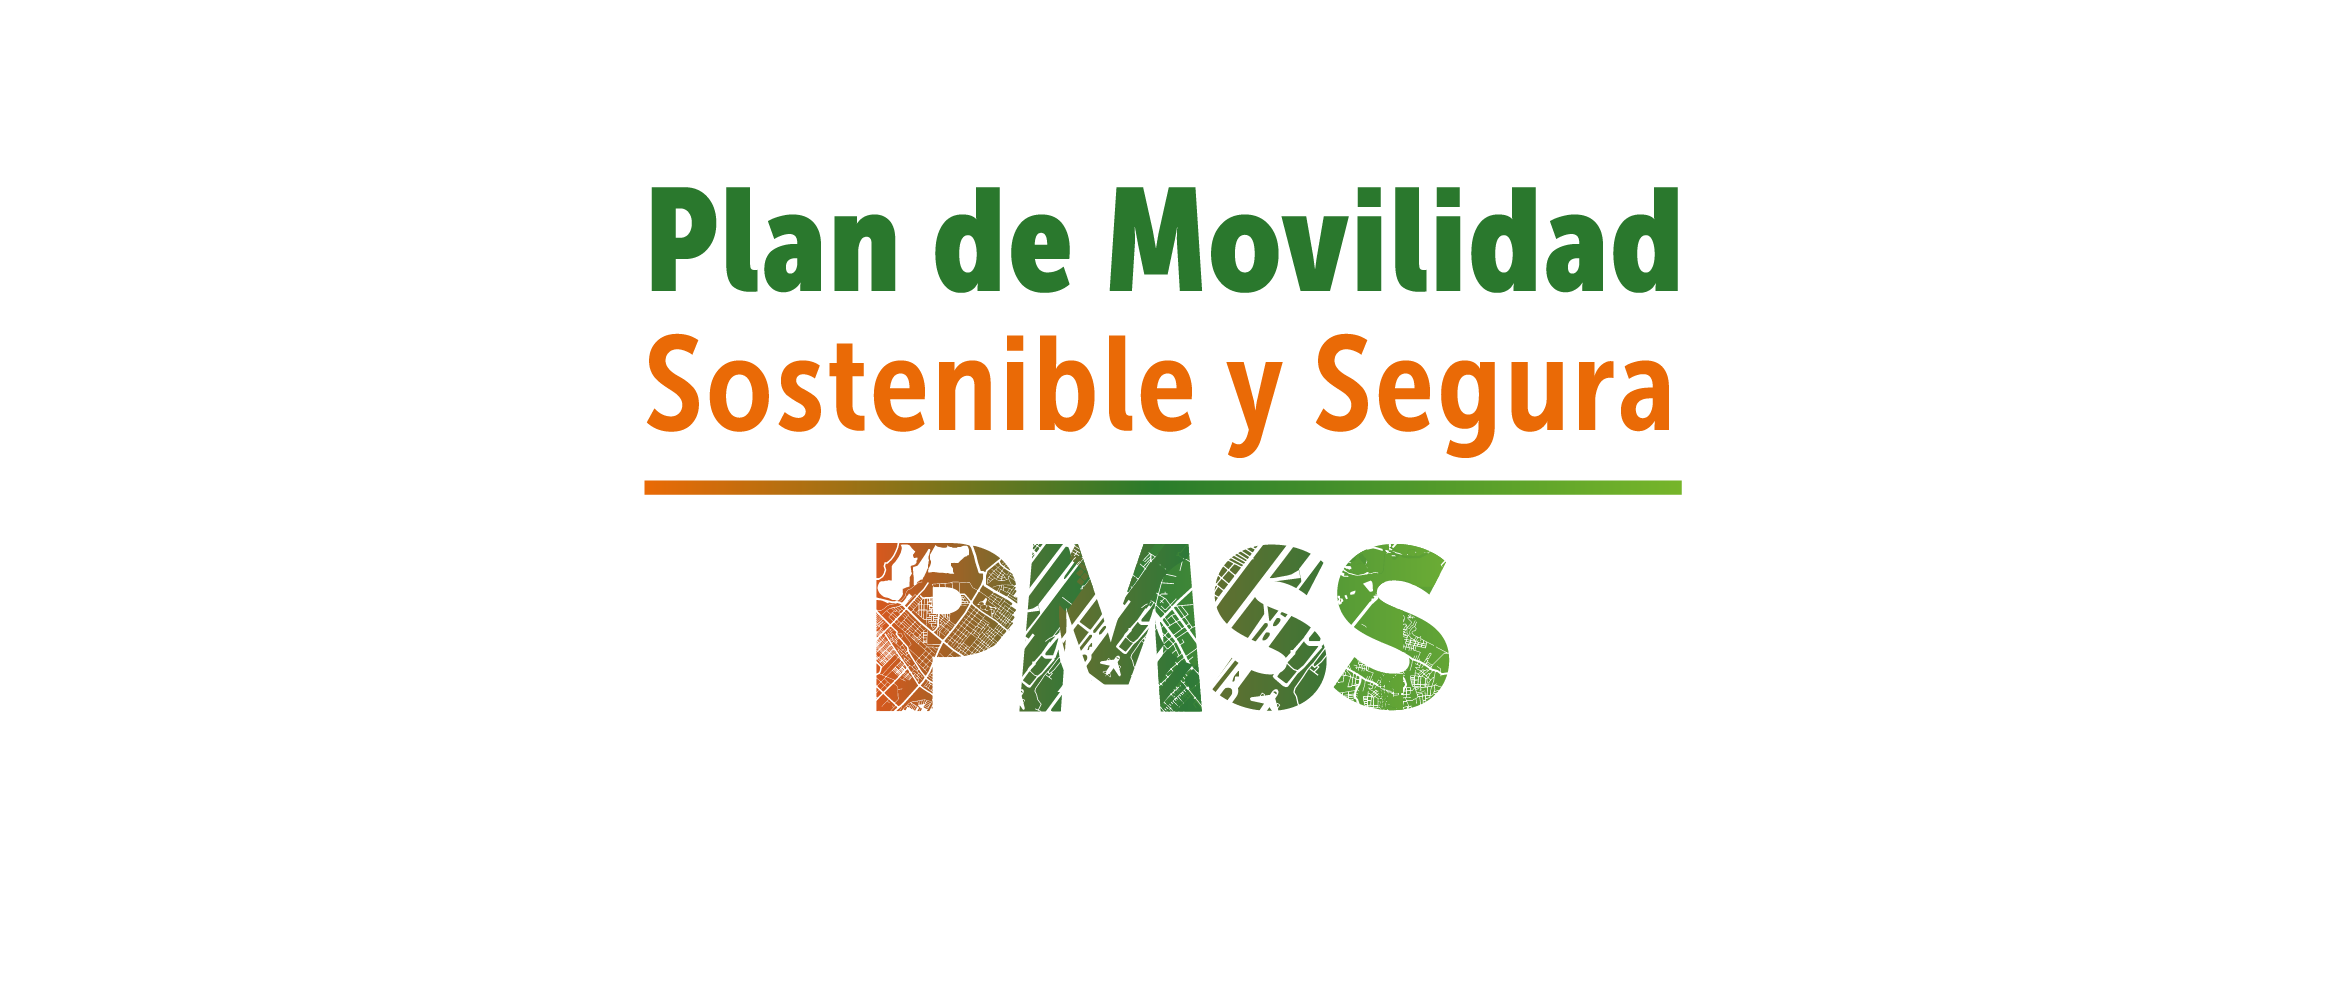 Plan de Movilidad
Sostenible y Segura
PMSS